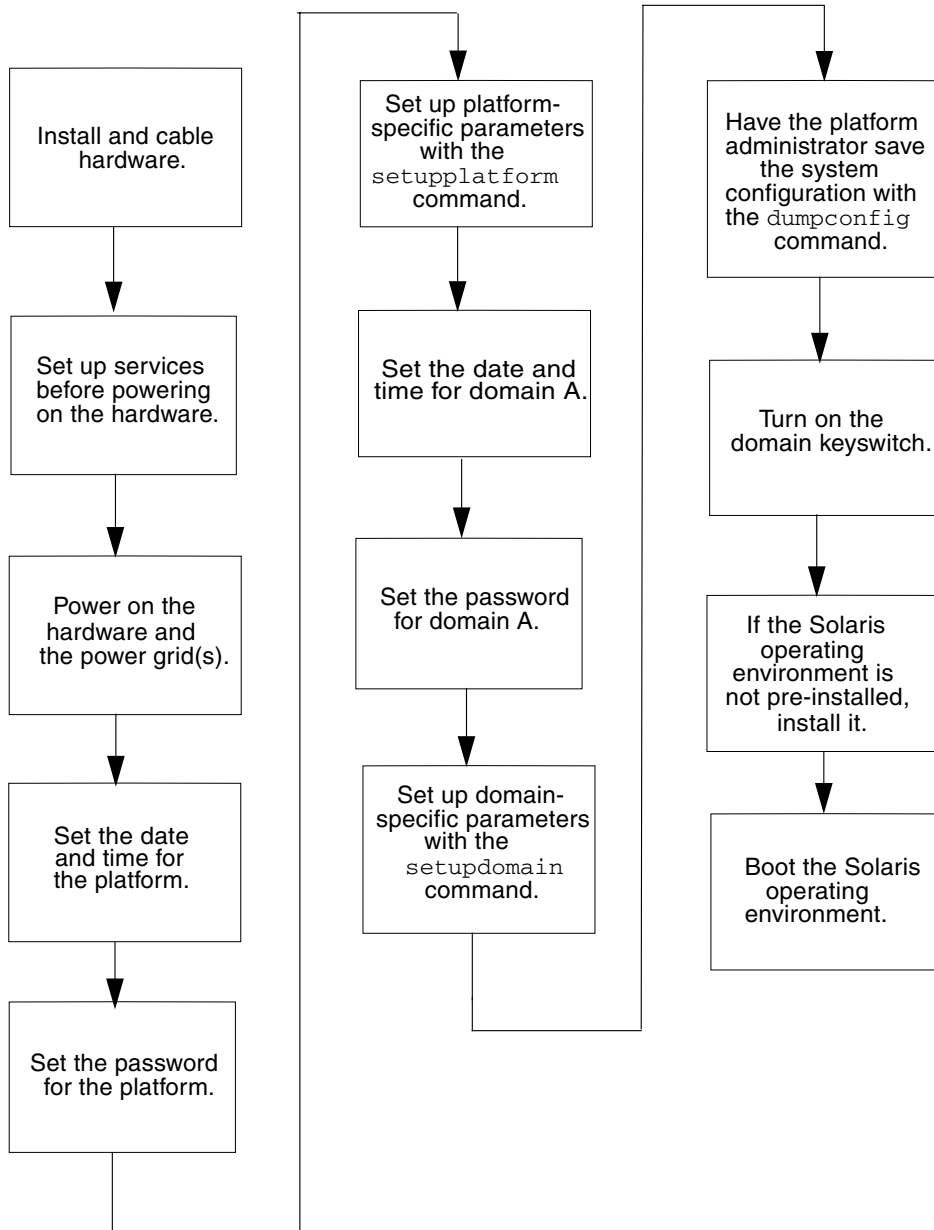 Install and cable
hardware.
Set up services
before powering
on the hardware.
Power on the
hardware and
the power grid(s).
Set the date
and time for
the platform.
Set the password
for the platform.
Set up platform-
specific parameters
with the
setupplatform
command.
Set the date and
time for domain A.
Set the password
for domain A.
Set up domain-
specific parameters
with the
setupdomain
command.
Have the platform
administrator save
the system
configuration with
the dumpconfig
command.
Turn on the
domain keyswitch.
If the Solaris
operating
environment is
not pre-installed,
install it.
Boot the Solaris
operating
environment.